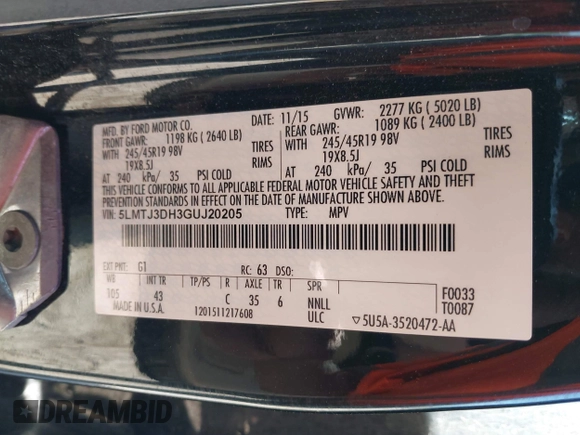 MFD. BY FORD MOTOR CO.
DATE: 11/15 GVWR: 2277 KG ( 5020 LB)
FRONT GAWR: 1198 KG ( 2640 LB)
REAR GAWR: 1089 KG ( 2400 LB)
WITH 245/45R19 98V TIRES WITH 245/45R19 98V TIRES
19X8.5J RIMS 19X8.5J RIMS
AT 240 kPa/ 35 PSI COLD AT 240 kPa/ 35 PSI COLD
CONFORMS TO ALL APPLICABLE FEDERAL MOTOR VEHICLE SAFETY AND THEFT
PREVENTION STANDARDS IN EFFECT ON THE DATE OF MANUFACTURE SHOWN ABOVE.
VIN: 5LMTJ3DH3GUJ20205 TYPE: MPV
EXT PNT: G1 RC: 63 DSO:
WB INT TR TP/PS R AXLE TR SPR
105 43 C 35 6 NNLL F0033
MADE IN U.S.A. ULC T0087
1201511217608 ▽5U5A-3520472-AA
DREAMBID